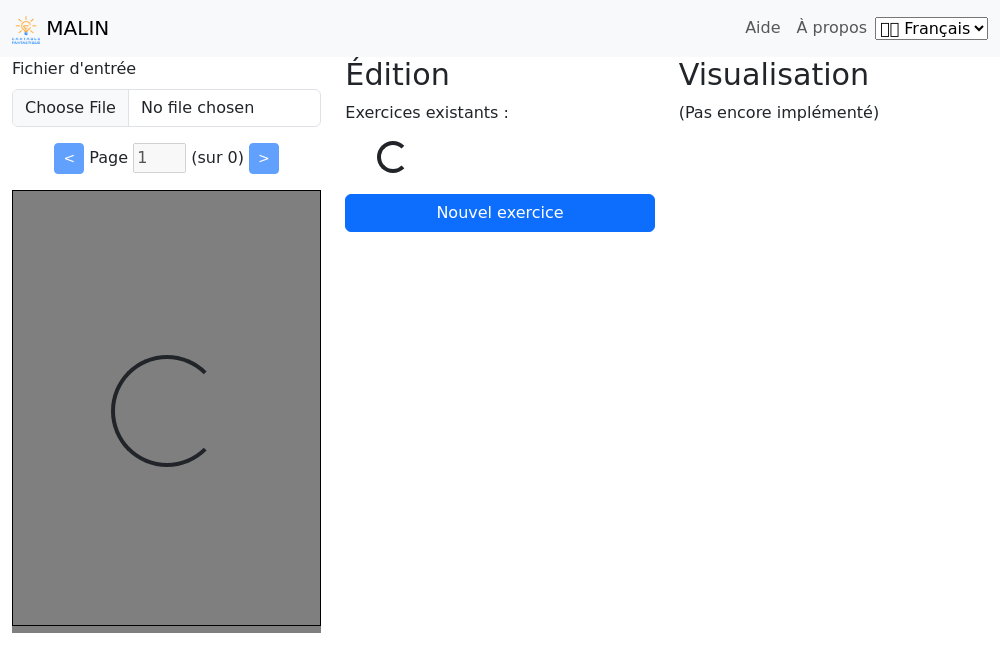 MALIN
Aide
À propos
Français
Fichier d'entrée
Choose File No file chosen
< Page 1 (sur 0) >
Édition
Exercices existants :
Nouvel exercice
Visualisation
(Pas encore implémenté)